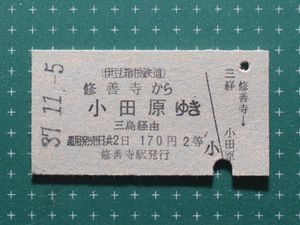 (伊豆箱根鉄道)
修善寺から
小田原ゆき
三島経由
通用発売日共2日 170円 2等
修善寺駅発行
小
37.11.-5
三経
修善寺→
小田原